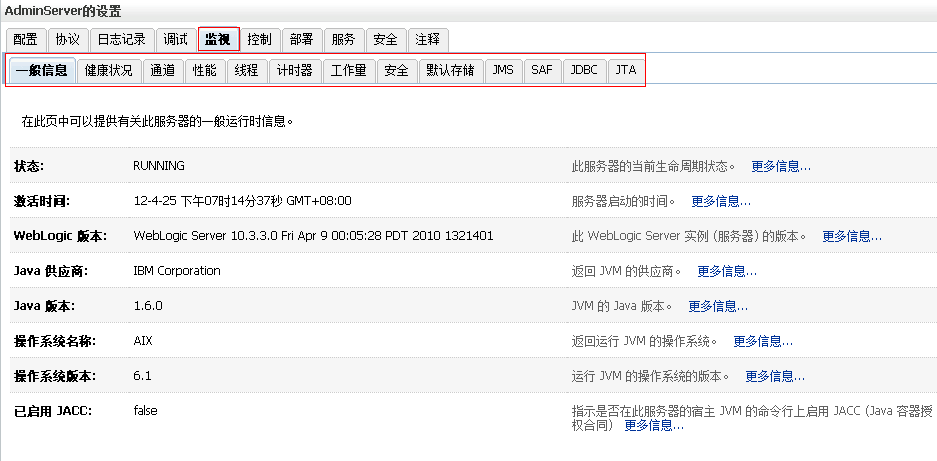 AdminServer的设置
配置 协议 日志记录 调试 监视 控制 部署 服务 安全 注释
一般信息 健康状况 通道 性能 线程 计时器 工作量 安全 默认存储 JMS SAF JDBC JTA
在此页中可以提供有关此服务器的一般运行时信息。
状态: RUNNING 此服务器的当前生命周期状态。 更多信息...
激活时间: 12-4-25 下午07时14分37秒 GMT+08:00 服务器启动的时间。 更多信息...
WebLogic 版本: WebLogic Server 10.3.3.0 Fri Apr 9 00:05:28 PDT 2010 1321401 此 WebLogic Server 实例 (服务器) 的版本。 更多信息...
Java 供应商: IBM Corporation 返回 JVM 的供应商。 更多信息...
Java 版本: 1.6.0 JVM 的 Java 版本。 更多信息...
操作系统名称: AIX 返回运行 JVM 的操作系统。 更多信息...
操作系统版本: 6.1 运行 JVM 的操作系统的版本。 更多信息...
已启用 JACC: false 指示是否在此服务器的宿主 JVM 的命令行上启用 JACC (Java 容器授
权合同) 更多信息...